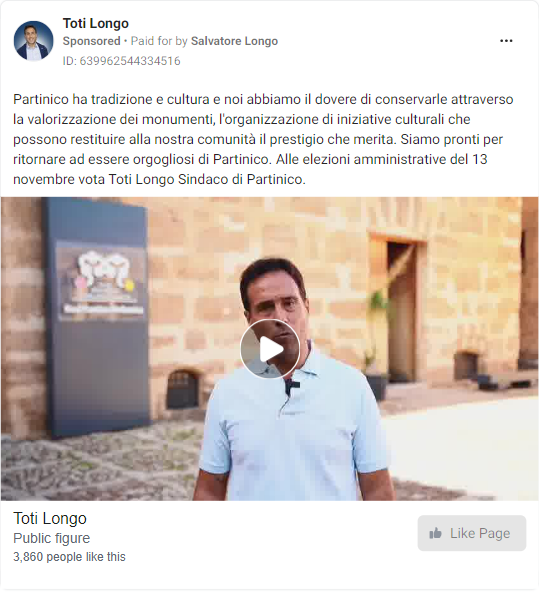 Toti Longo
Sponsored • Paid for by Salvatore Longo
ID: 639962544334516
Partinico ha tradizione e cultura e noi abbiamo il dovere di conservarle attraverso
la valorizzazione dei monumenti, l'organizzazione di iniziative culturali che
possono restituire alla nostra comunità il prestigio che merita. Siamo pronti per
ritornare ad essere orgogliosi di Partinico. Alle elezioni amministrative del 13
novembre vota Toti Longo Sindaco di Partinico.
Toti Longo
Public figure
3,860 people like this
Like Page